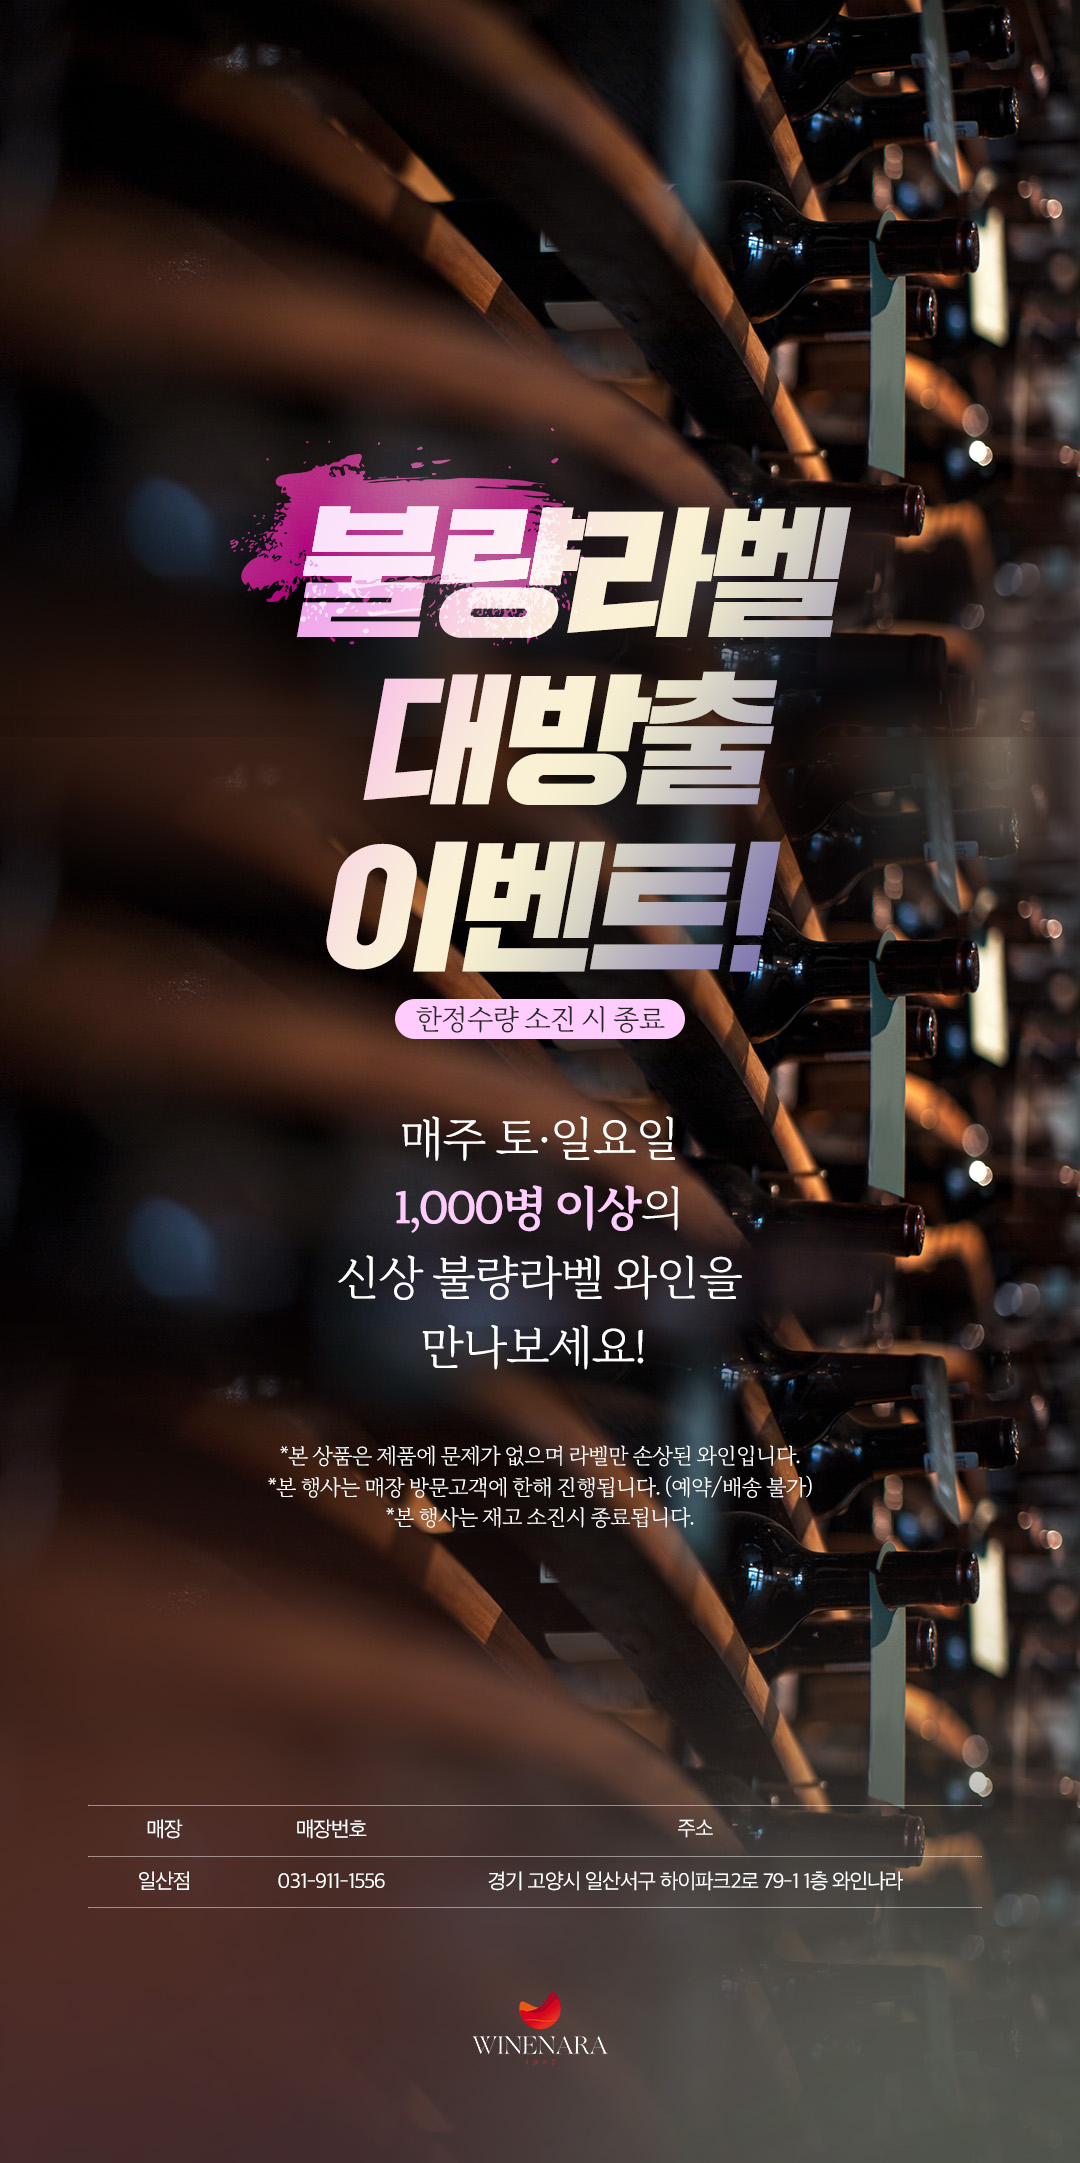 불량라벨
대방출
이벤트!
한정수량 소진 시 종료
매주 토·일요일
1,000병 이상의
신상 불량라벨 와인을
만나보세요!
*본 상품은 제품에 문제가 없으며 라벨만 손상된 와인입니다.
*본 행사는 매장 방문고객에 한해 진행됩니다. (예약/배송 불가)
*본 행사는 재고 소진시 종료됩니다.
매장 매장번호 주소
일산점 031-911-1556 경기 고양시 일산서구 하이파크2로 79-1 1층 와인나라
WINENARA